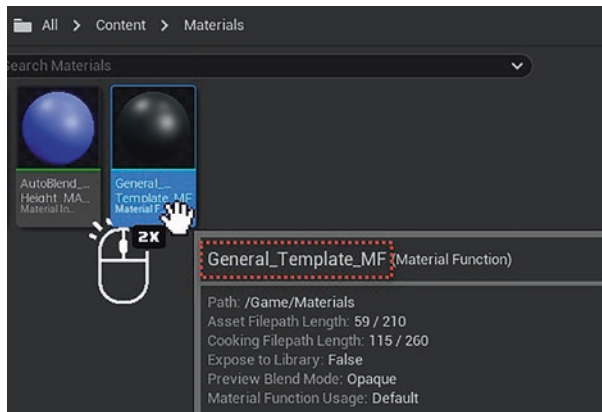 All > Content > Materials
Search Materials
AutoBlend_...
Height_MA...
Material In...
General_...
Template_MF
Material F...
2X
General_Template_MF (Material Function)
Path: /Game/Materials
Asset Filepath Length: 59 / 210
Cooking Filepath Length: 115 / 260
Expose to Library: False
Preview Blend Mode: Opaque
Material Function Usage: Default